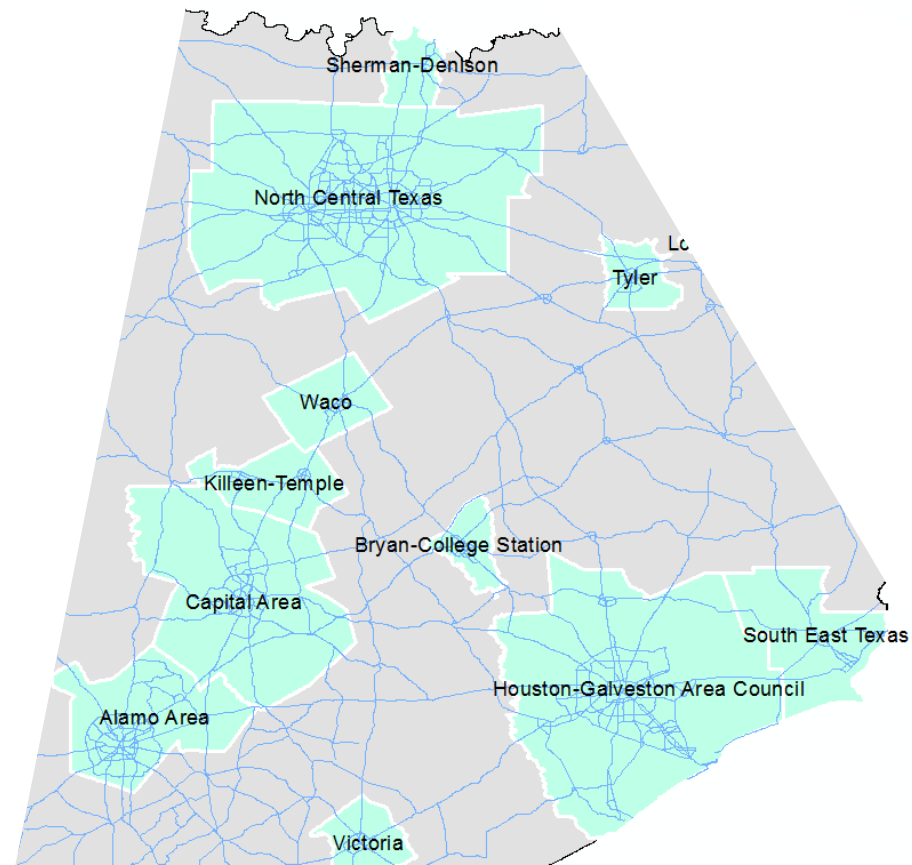 Sherman-Denison
North Central Texas
Lo
Tyler
Waco
Killeen-Temple
Bryan-College Station
Capital Area
South East Texas
Houston-Galveston Area Council
Alamo Area
Victoria